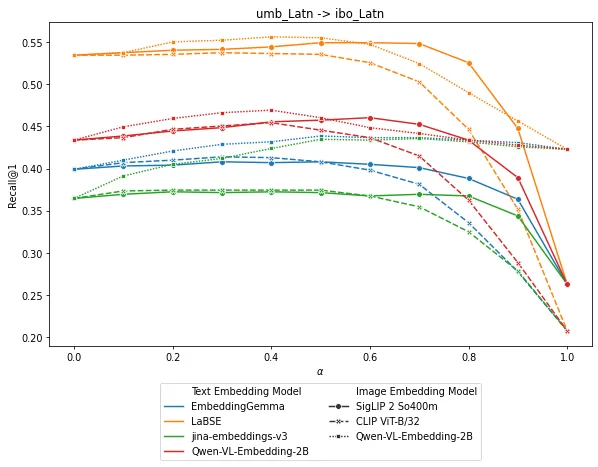 umb_Latn -> ibo_Latn
Recall@1
0.55
0.50
0.45
0.40
0.35
0.30
0.25
0.20
0.0 0.2 0.4 0.6 0.8 1.0
α
Text Embedding Model
EmbeddingGemma
LaBSE
jina-embeddings-v3
Qwen-VL-Embedding-2B
Image Embedding Model
SigLIP 2 So400m
CLIP ViT-B/32
Qwen-VL-Embedding-2B